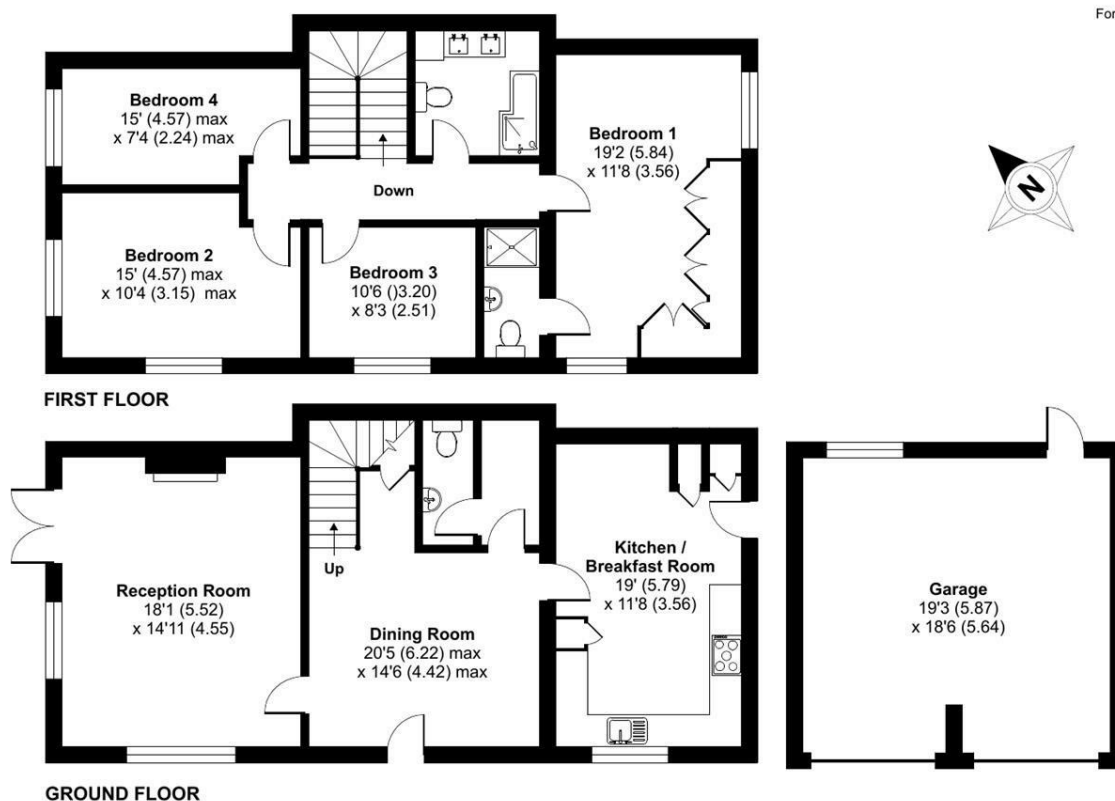 For
Bedroom 4
15' (4.57) max
x 7'4 (2.24) max
Bedroom 1
19'2 (5.84)
x 11'8 (3.56)
N
Down
Bedroom 2
15' (4.57) max
x 10'4 (3.15) max
Bedroom 3
10'6 ()3.20)
x 8'3 (2.51)
FIRST FLOOR
Up
Reception Room
18'1 (5.52)
x 14'11 (4.55)
Dining Room
20'5 (6.22) max
x 14'6 (4.42) max
Kitchen /
Breakfast Room
19' (5.79)
x 11'8 (3.56)
Garage
19'3 (5.87)
x 18'6 (5.64)
GROUND FLOOR